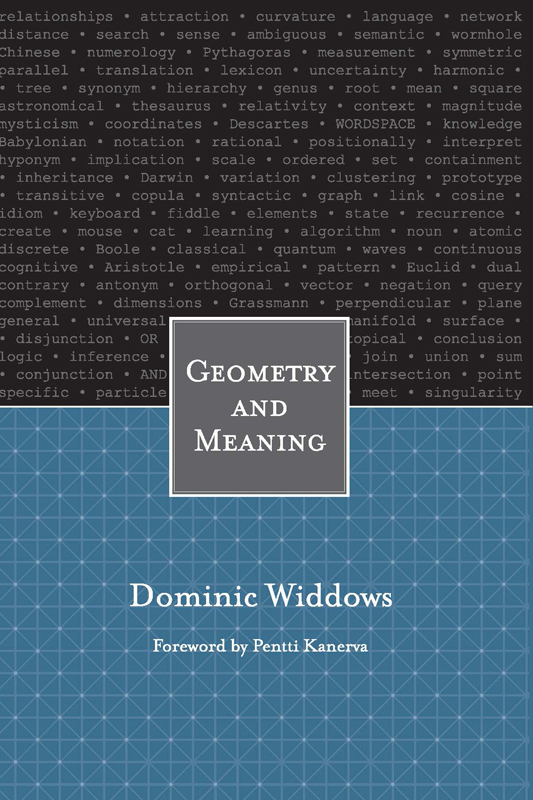 relationships • attraction • curvature • language • network
distance • search • sense • ambiguous • semantic • wormhole
Chinese • numerology • Pythagoras • measurement • symmetric
parallel • translation • lexicon • uncertainty • harmonic •
• tree • synonym • hierarchy • genus • root • mean • square
astronomical • thesaurus • relativity • context • magnitude
mysticism • coordinates • Descartes • WORDSPACE • knowledge
Babylonian • notation • rational • positionally • interpret
hyponym • implication • scale • ordered • set • containment
• inheritance • Darwin • variation • clustering • prototype
• transitive • copula • syntactic • graph • link • cosine •
idiom • keyboard • fiddle • elements • state • recurrence •
create • mouse • cat • learning • algorithm • noun • atomic
discrete • Boole • classical • quantum • waves • continuous
cognitive • Aristotle • empirical • pattern • Euclid • dual
contrary • antonym • orthogonal • vector • negation • query
complement • dimensions • Grassmann • perpendicular • plane
general • universal manifold • surface •
• disjunction • OR topical • conclusion
logic • inference • join • union • sum
• conjunction • AND intersection • point
specific • particle • meet • singularity
Geometry
and
Meaning
Dominic Widdows
Foreword by Pentti Kanerva